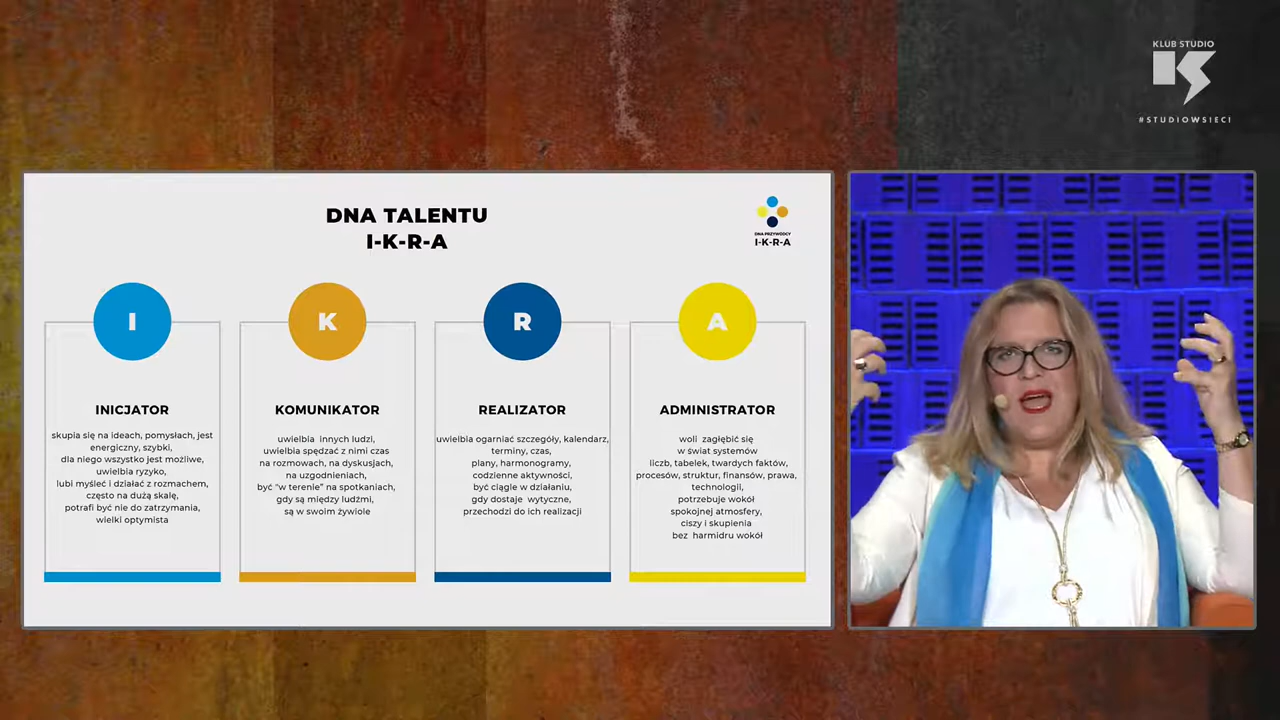 KLUB STUDIO
KS
#STUDIOWSIECI
DNA TALENTU
I-K-R-A
DNA PRZYWÓDCY
I-K-R-A
I
INICJATOR
skupia się na ideach, pomysłach, jest
energiczny, szybki,
dla niego wszystko jest możliwe,
uwielbia ryzyko,
lubi myśleć i działać z rozmachem,
często na dużą skalę,
potrafi być nie do zatrzymania,
wielki optymista
K
KOMUNIKATOR
uwielbia innych ludzi,
uwielbia spędzać z nimi czas
na rozmowach, na dyskusjach,
na uzgodnieniach,
być "w terenie" na spotkaniach,
gdy są między ludźmi,
są w swoim żywiole
R
REALIZATOR
uwielbia ogarniać szczegóły, kalendarz,
terminy, czas,
plany, harmonogramy,
codzienne aktywności,
być ciągle w działaniu,
gdy dostaje wytyczne,
przechodzi do ich realizacji
A
ADMINISTRATOR
woli zagłębić się
w świat systemów
liczb, tabelek, twardych faktów,
procesów, struktur, finansów, prawa,
technologii,
potrzebuje wokół
spokojnej atmosfery,
ciszy i skupienia
bez harmidru wokół